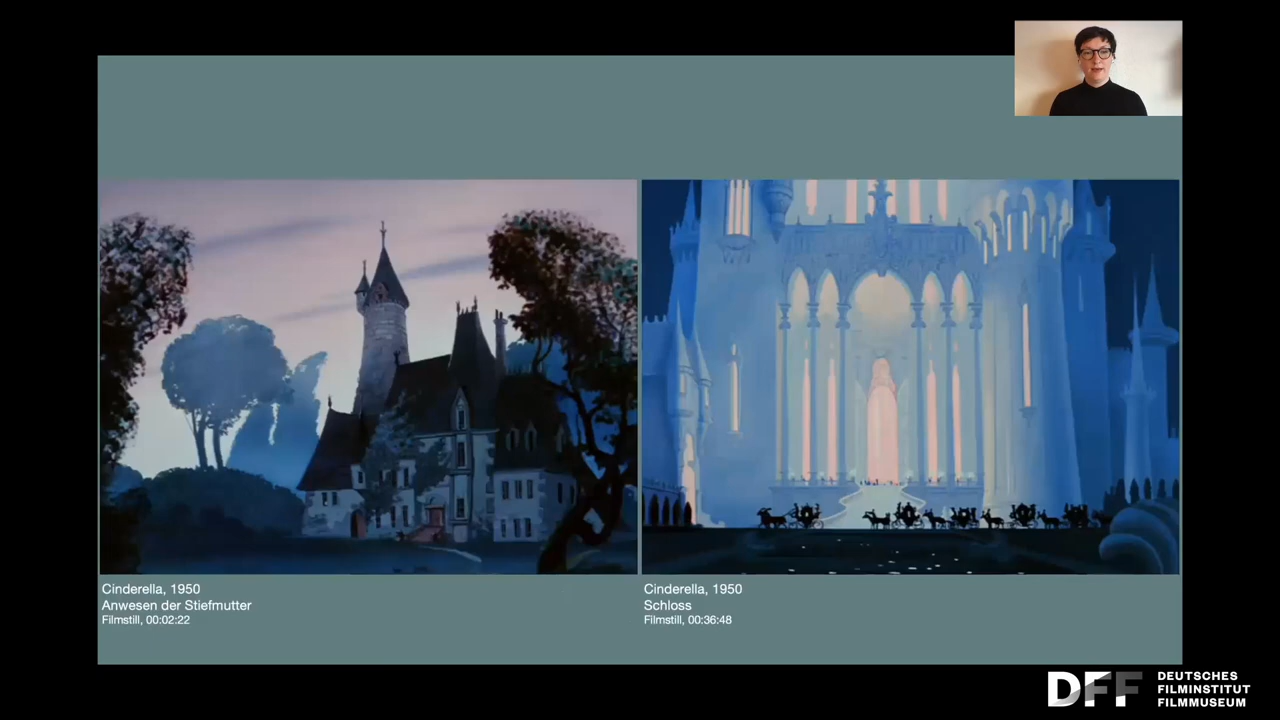 Cinderella, 1950
Anwesen der Stiefmutter
Filmstill, 00:02:22
Cinderella, 1950
Schloss
Filmstill, 00:36:48
DFF
DEUTSCHES
FILMINSTITUT
FILMMUSEUM